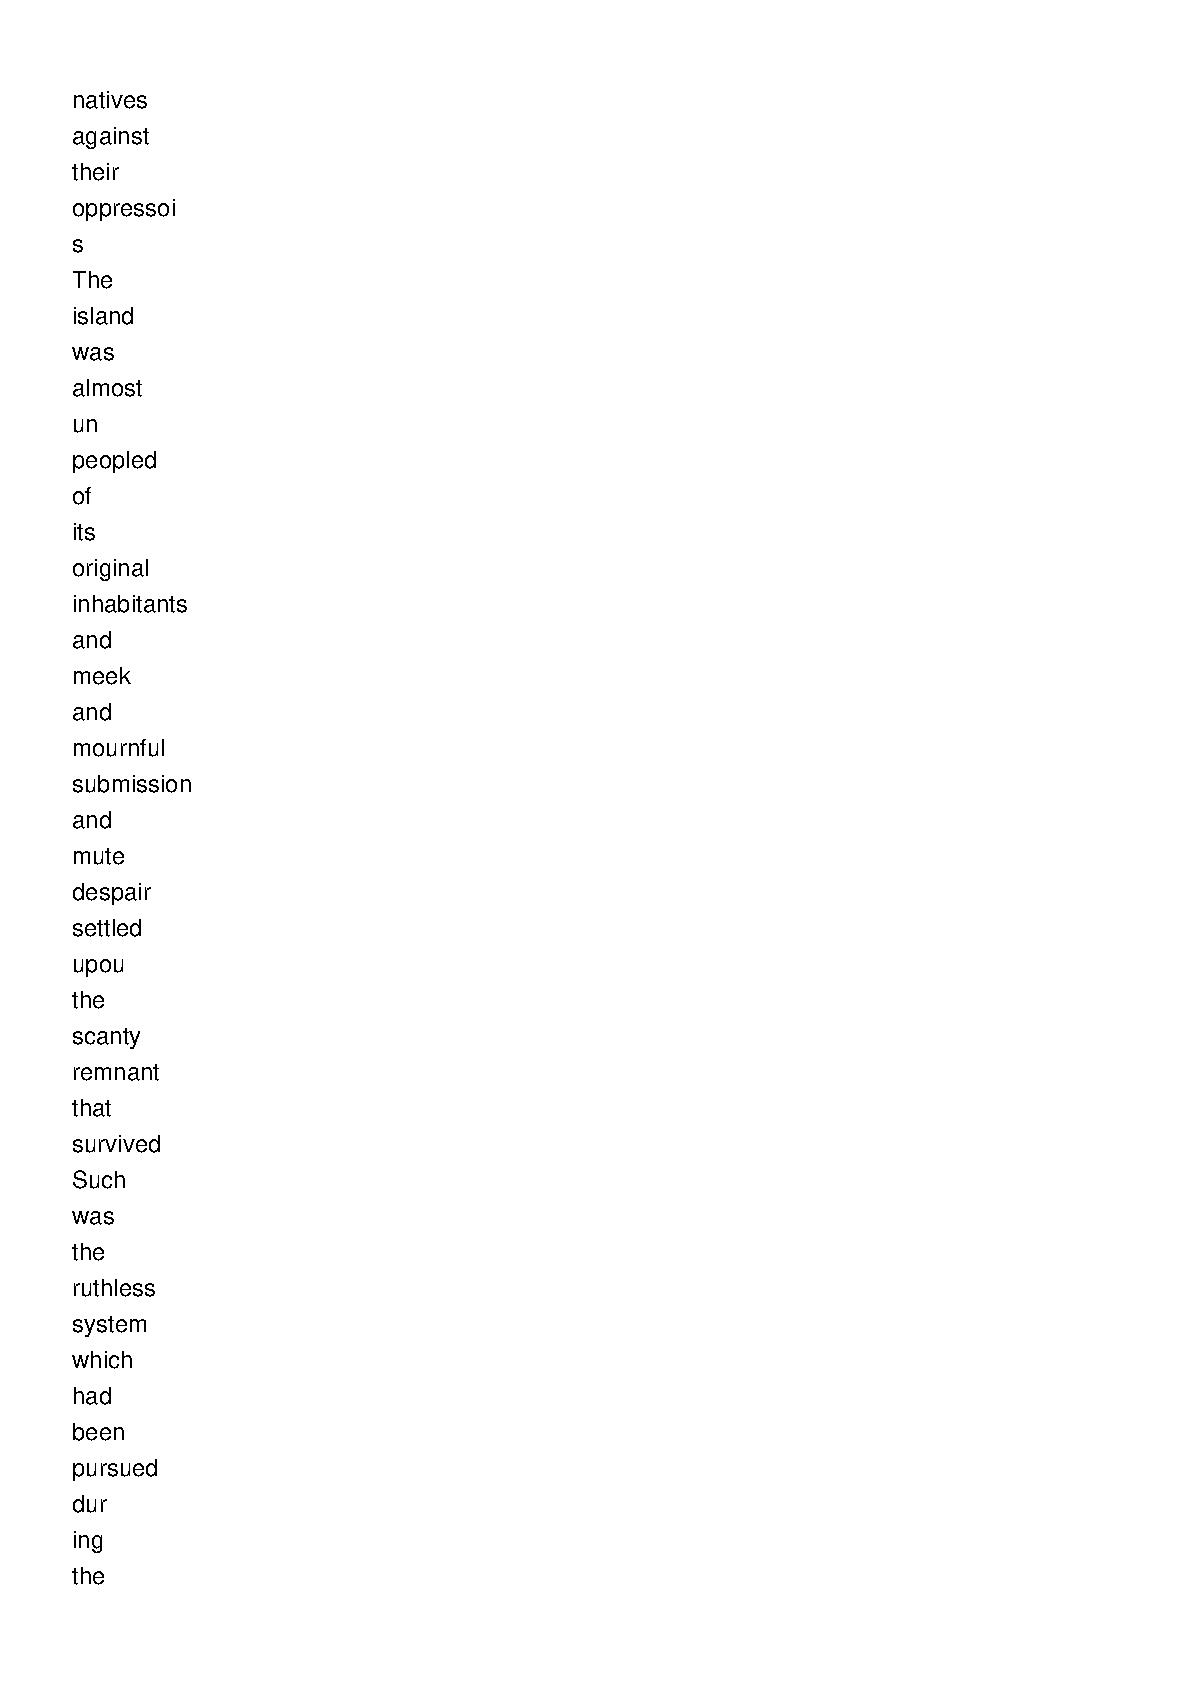 natives
against
their
oppressoi
s
The
island
was
almost
un
peopled
of
its
original
inhabitants
and
meek
and
mournful
submission
and
mute
despair
settled
upou
the
scanty
remnant
that
survived
Such
was
the
ruthless
system
which
had
been
pursued
dur
ing
the